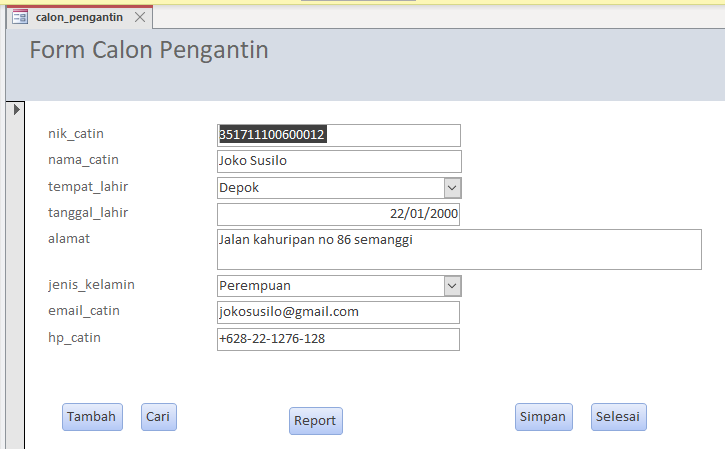 calon_pengantin
Form Calon Pengantin
nik_catin 351711100600012
nama_catin Joko Susilo
tempat_lahir Depok
tanggal_lahir 22/01/2000
alamat Jalan kahuripan no 86 semanggi
jenis_kelamin Perempuan
email_catin jokosusilo@gmail.com
hp_catin +628-22-1276-128
Tambah Cari Report Simpan Selesai